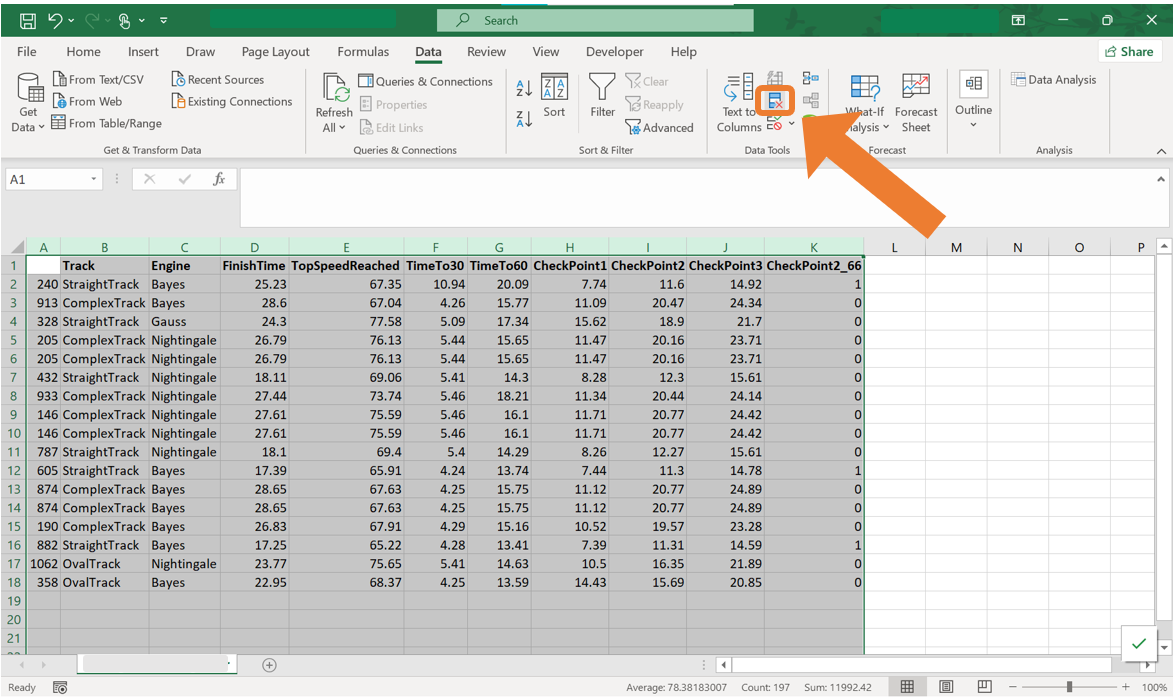 Search
File Home Insert Draw Page Layout Formulas Data Review View Developer Help Share
From Text/CSV Recent Sources Queries & Connections Clear Data Analysis
From Web Existing Connections Properties Reapply
From Table/Range Edit Links Advanced
Get Data Refresh All Sort Filter Text to Columns What-If Forecast Sheet Outline
Get & Transform Data Queries & Connections Sort & Filter Data Tools Forecast Analysis
A1 fx
A B C D E F G H I J K L M N O P
1 Track Engine FinishTime TopSpeedReached TimeTo30 TimeTo60 CheckPoint1 CheckPoint2 CheckPoint3 CheckPoint2_66
2 240 StraightTrack Bayes 25.23 67.35 10.94 20.09 7.74 11.6 14.92 1
3 913 ComplexTrack Bayes 28.6 67.04 4.26 15.77 11.09 20.47 24.34 0
4 328 StraightTrack Gauss 24.3 77.58 5.09 17.34 15.62 18.9 21.7 0
5 205 ComplexTrack Nightingale 26.79 76.13 5.44 15.65 11.47 20.16 23.71 0
6 205 ComplexTrack Nightingale 26.79 76.13 5.44 15.65 11.47 20.16 23.71 0
7 432 StraightTrack Nightingale 18.11 69.06 5.41 14.3 8.28 12.3 15.61 0
8 933 ComplexTrack Nightingale 27.44 73.74 5.46 18.21 11.34 20.44 24.14 0
9 146 ComplexTrack Nightingale 27.61 75.59 5.46 16.1 11.71 20.77 24.42 0
10 146 ComplexTrack Nightingale 27.61 75.59 5.46 16.1 11.71 20.77 24.42 0
11 787 StraightTrack Nightingale 18.1 69.4 5.4 14.29 8.26 12.27 15.61 0
12 605 StraightTrack Bayes 17.39 65.91 4.24 13.74 7.44 11.3 14.78 1
13 874 ComplexTrack Bayes 28.65 67.63 4.25 15.75 11.12 20.77 24.89 0
14 874 ComplexTrack Bayes 28.65 67.63 4.25 15.75 11.12 20.77 24.89 0
15 190 ComplexTrack Bayes 26.83 67.91 4.29 15.16 10.52 19.57 23.28 0
16 882 StraightTrack Bayes 17.25 65.22 4.28 13.41 7.39 11.31 14.59 1
17 1062 OvalTrack Nightingale 23.77 75.65 5.41 14.63 10.5 16.35 21.89 0
18 358 OvalTrack Bayes 22.95 68.37 4.25 13.59 14.43 15.69 20.85 0
19
20
21
Ready Average: 78.38183007 Count: 197 Sum: 11992.42 100%